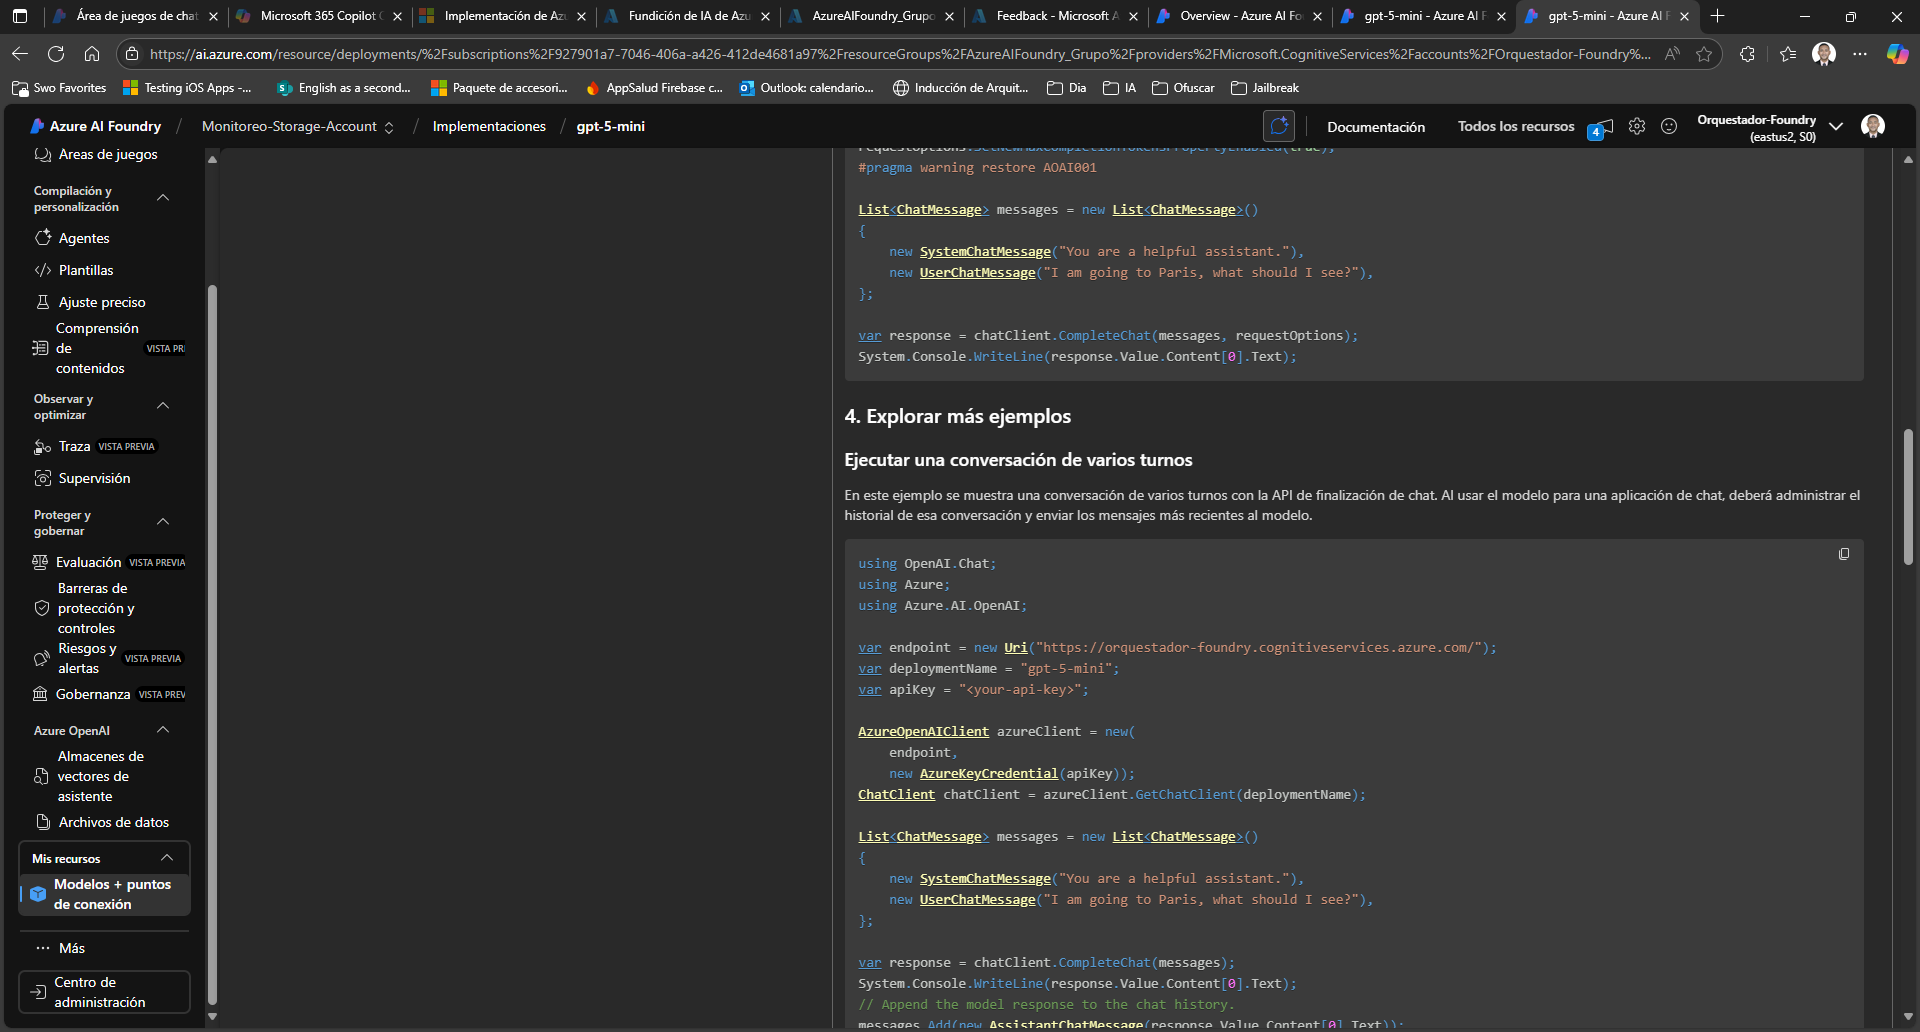 Área de juegos de chat
Microsoft 365 Copilot
Implementación de Az
Fundición de IA de Az
AzureAIFoundry_Grupo
Feedback - Microsoft A
Overview - Azure AI Fo
gpt-5-mini - Azure AI F
gpt-5-mini - Azure AI F
https://ai.azure.com/resource/deployments/%2Fsubscriptions%2F927901a7-7046-406a-a426-412de4681a97%2FresourceGroups%2FAzureAIFoundry_Grupo%2Fproviders%2FMicrosoft.CognitiveServices%2Faccounts%2FOrquestador-Foundry%...
Swo Favorites
Testing iOS Apps -...
English as a second...
Paquete de accesori...
AppSalud Firebase c...
Outlook: calendario...
Inducción de Arquit...
Dia
IA
Ofuscar
Jailbreak
Azure AI Foundry / Monitoreo-Storage-Account / Implementaciones / gpt-5-mini
Documentación
Todos los recursos
4
Orquestador-Foundry
(eastus2, S0)
Areas de juegos
Compilación y
personalización
Agentes
Plantillas
Ajuste preciso
Comprensión
de
contenidos
VISTA PRE
Observar y
optimizar
Traza VISTA PREVIA
Supervisión
Proteger y
gobernar
Evaluación VISTA PREVIA
Barreras de
protección y
controles
Riesgos y
alertas
VISTA PREVIA
Gobernanza VISTA PREV
Azure OpenAI
Almacenes de
vectores de
asistente
Archivos de datos
Mis recursos
Modelos + puntos
de conexión
Más
Centro de
administración
requestOptions.SetNewMaxCompletionTokensPropertyEnabled(true);
#pragma warning restore AOAI001
List<ChatMessage> messages = new List<ChatMessage>()
{
new SystemChatMessage("You are a helpful assistant."),
new UserChatMessage("I am going to Paris, what should I see?"),
};
var response = chatClient.CompleteChat(messages, requestOptions);
System.Console.WriteLine(response.Value.Content[0].Text);
4. Explorar más ejemplos
Ejecutar una conversación de varios turnos
En este ejemplo se muestra una conversación de varios turnos con la API de finalización de chat. Al usar el modelo para una aplicación de chat, deberá administrar el
historial de esa conversación y enviar los mensajes más recientes al modelo.
using OpenAI.Chat;
using Azure;
using Azure.AI.OpenAI;
var endpoint = new Uri("https://orquestador-foundry.cognitiveservices.azure.com/");
var deploymentName = "gpt-5-mini";
var apiKey = "<your-api-key>";
AzureOpenAIClient azureClient = new(
endpoint,
new AzureKeyCredential(apiKey));
ChatClient chatClient = azureClient.GetChatClient(deploymentName);
List<ChatMessage> messages = new List<ChatMessage>()
{
new SystemChatMessage("You are a helpful assistant."),
new UserChatMessage("I am going to Paris, what should I see?"),
};
var response = chatClient.CompleteChat(messages);
System.Console.WriteLine(response.Value.Content[0].Text);
// Append the model response to the chat history.
messages.Add(new AssistantChatMessage(response.Value.Content[0].Text));